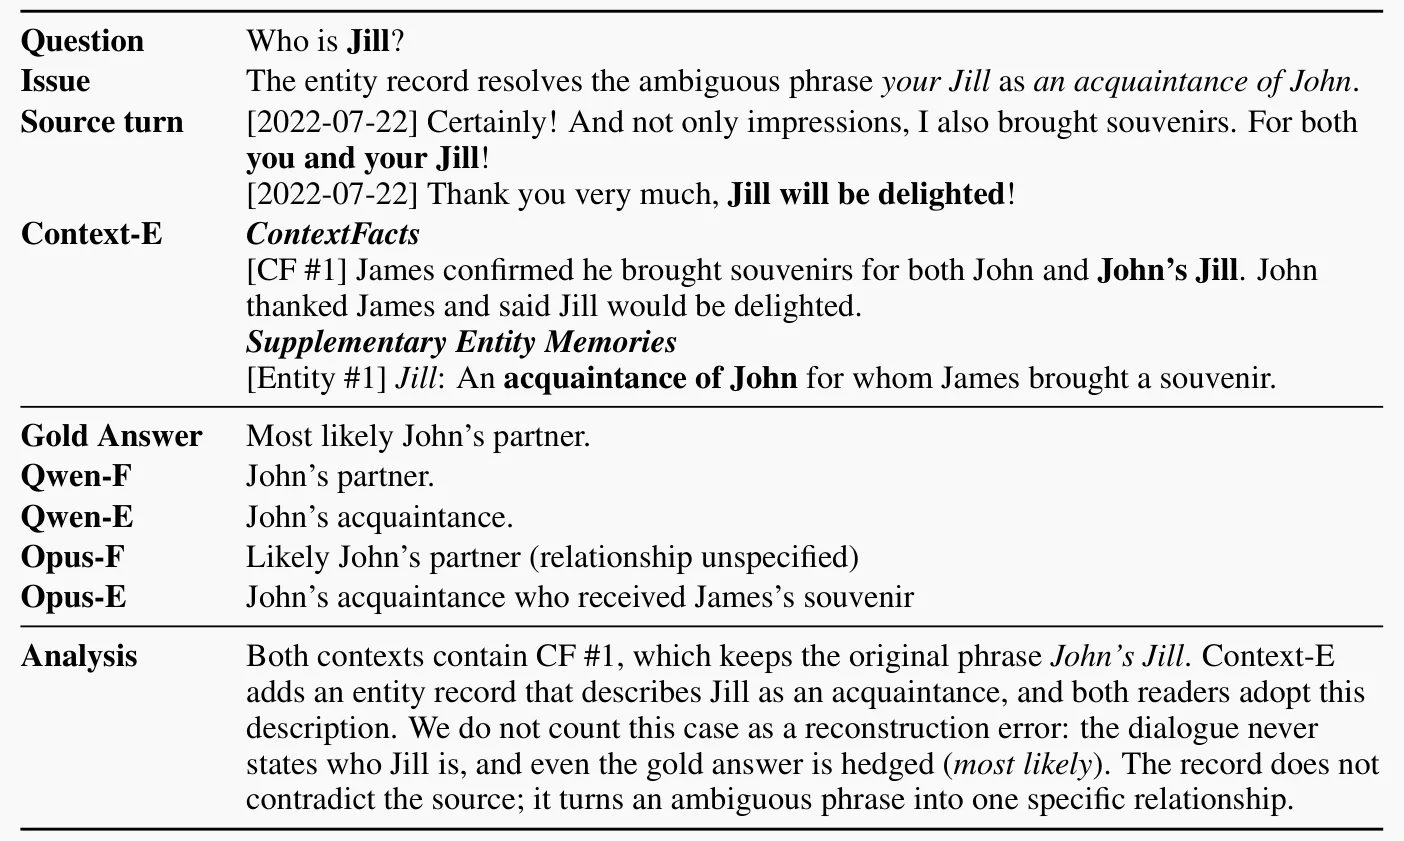 Question Who is Jill?
Issue The entity record resolves the ambiguous phrase your Jill as an acquaintance of John.
Source turn [2022-07-22] Certainly! And not only impressions, I also brought souvenirs. For both
you and your Jill!
[2022-07-22] Thank you very much, Jill will be delighted!
Context-E ContextFacts
[CF #1] James confirmed he brought souvenirs for both John and John’s Jill. John
thanked James and said Jill would be delighted.
Supplementary Entity Memories
[Entity #1] Jill: An acquaintance of John for whom James brought a souvenir.
Gold Answer Most likely John’s partner.
Qwen-F John’s partner.
Qwen-E John’s acquaintance.
Opus-F Likely John’s partner (relationship unspecified)
Opus-E John’s acquaintance who received James’s souvenir
Analysis Both contexts contain CF #1, which keeps the original phrase John’s Jill. Context-E
adds an entity record that describes Jill as an acquaintance, and both readers adopt this
description. We do not count this case as a reconstruction error: the dialogue never
states who Jill is, and even the gold answer is hedged (most likely). The record does not
contradict the source; it turns an ambiguous phrase into one specific relationship.